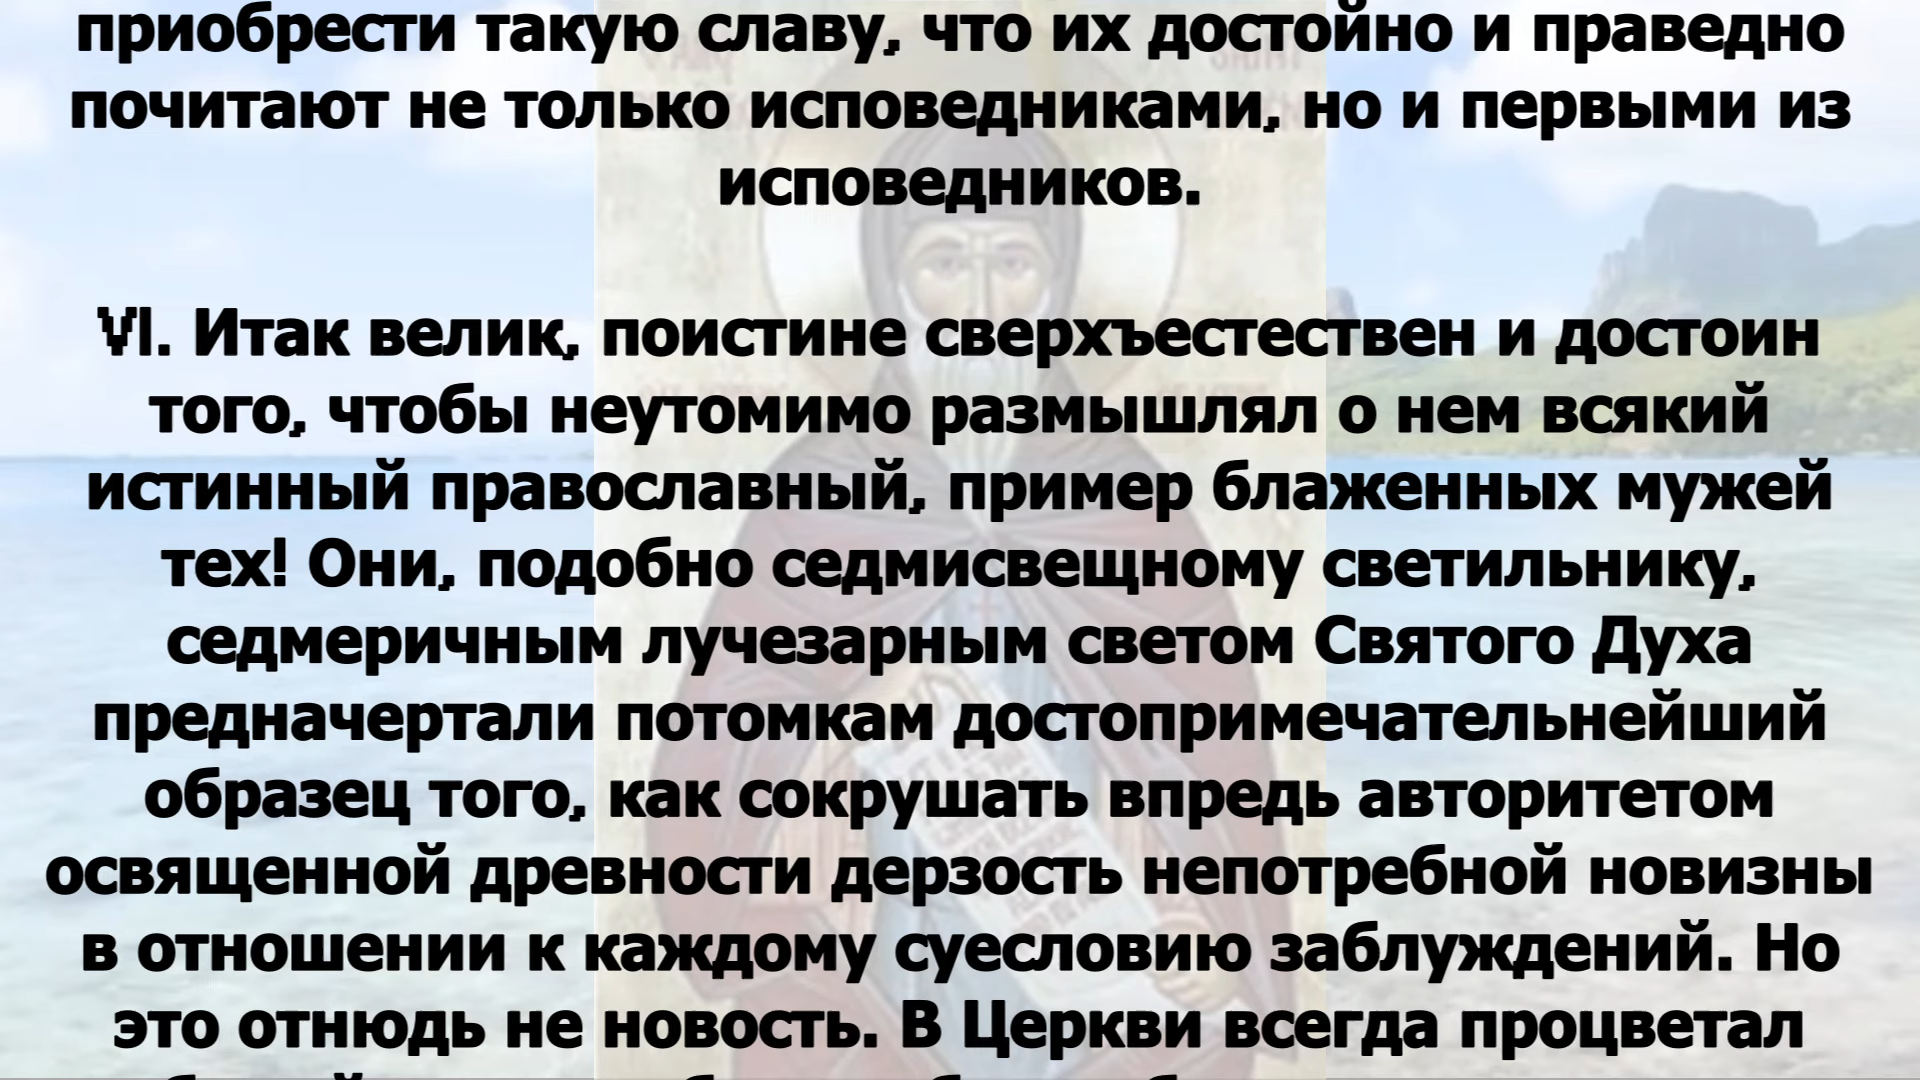 приобрести такую славу, что их достойно и праведно
почитают не только исповедниками, но и первыми из
исповедников.
VI. Итак велик, поистине сверхъестествен и достоин
того, чтобы неутомимо размышлял о нем всякий
истинный православный, пример блаженных мужей
тех! Они, подобно седмисвещному светильнику,
седмеричным лучезарным светом Святого Духа
предначертали потомкам достопримечательнейший
образец того, как сокрушать впредь авторитетом
освященной древности дерзость непотребной новизны
в отношении к каждому суесловию заблуждений. Но
это отнюдь не новость. В Церкви всегда процветал